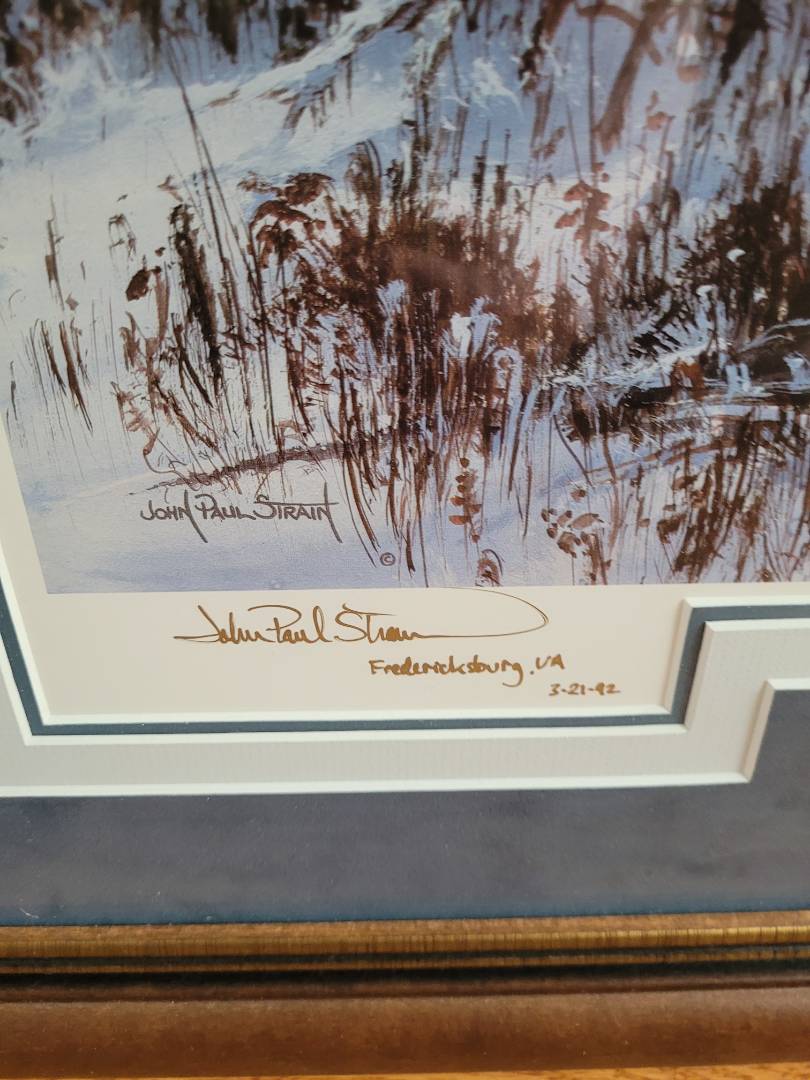 JOHN PAUL STRAIN
©
John Paul Strain
Fredericksburg, VA
3-21-92